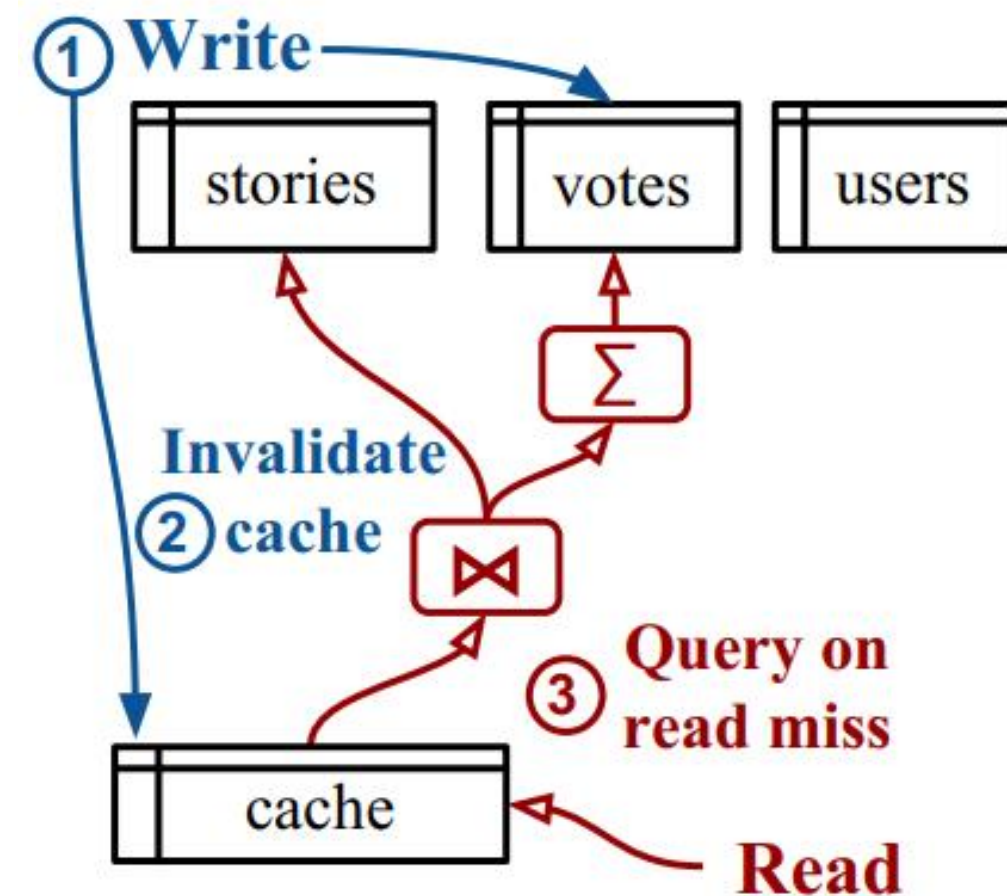 1 Write
stories
votes
users
∑
Invalidate
2 cache
⋈
3 Query on
read miss
cache
Read